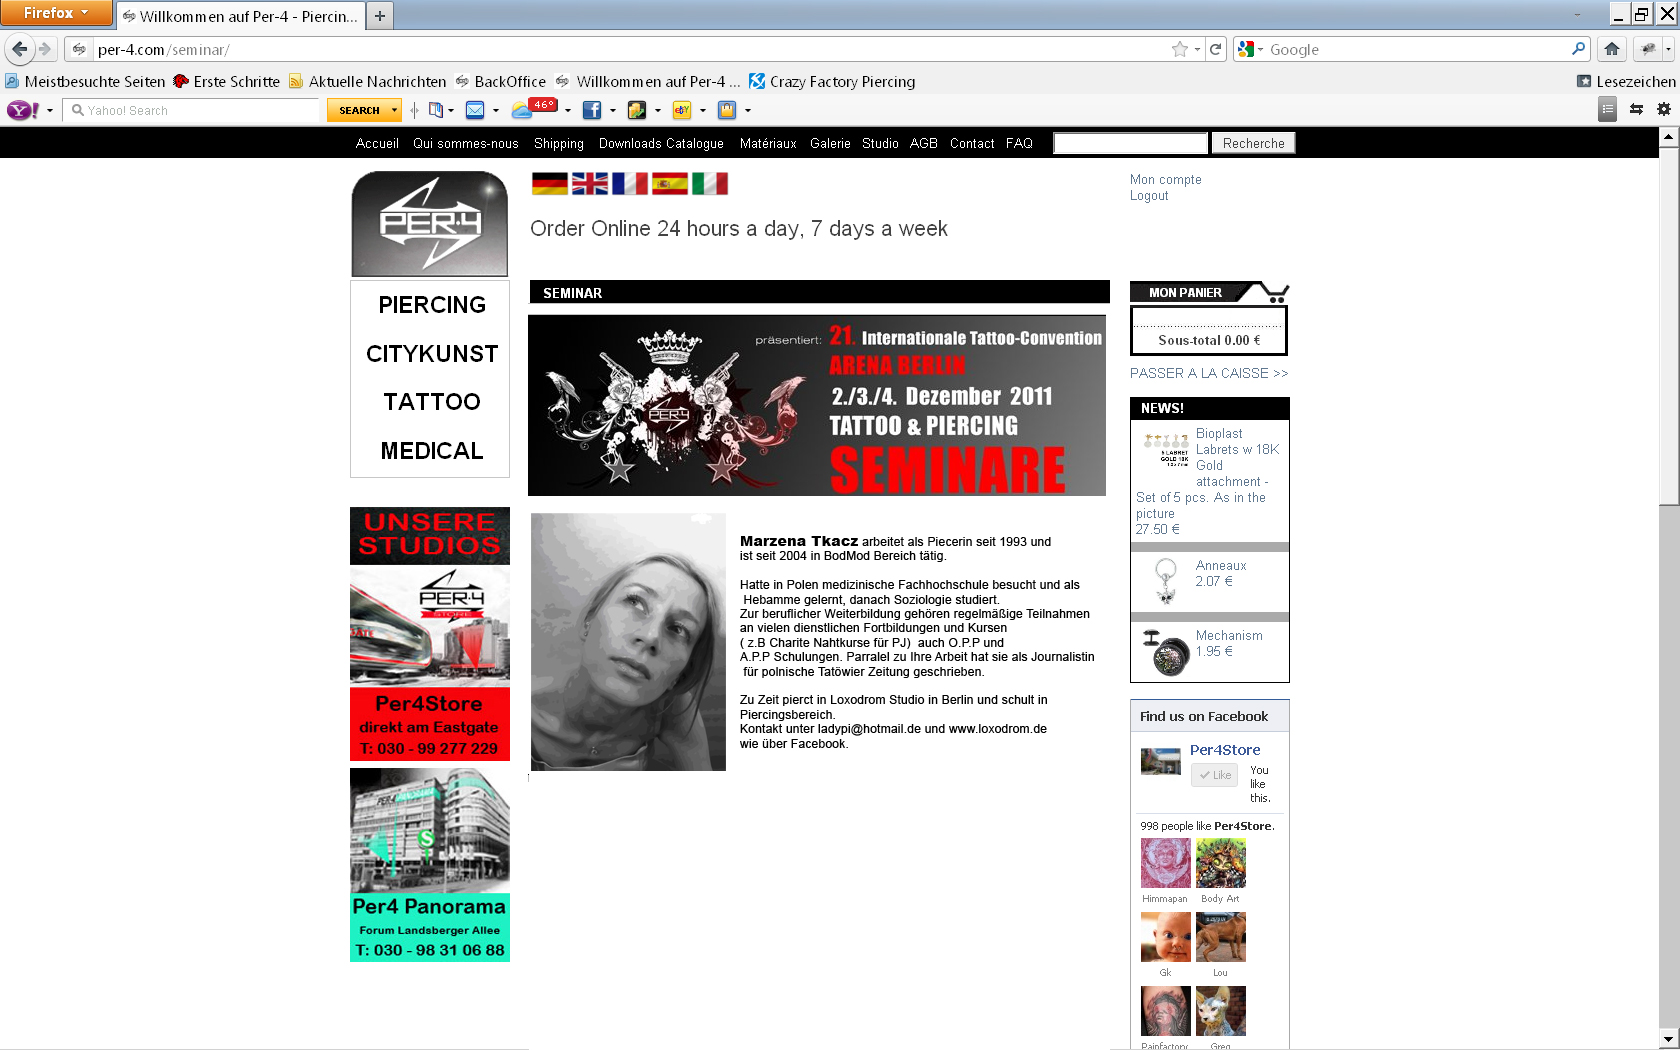 Firefox
Willkommen auf Per-4 - Piercin...
per-4.com/seminar/
Google
Meistbesuchte Seiten
Erste Schritte
Aktuelle Nachrichten
BackOffice
Willkommen auf Per-4 ...
Crazy Factory Piercing
Lesezeichen
Y!
Yahoo! Search
SEARCH
46°
Accueil
Qui sommes-nous
Shipping
Downloads Catalogue
Matériaux
Galerie
Studio
AGB
Contact
FAQ
Recherche
PER·4
Mon compte
Logout
Order Online 24 hours a day, 7 days a week
PIERCING
CITYKUNST
TATTOO
MEDICAL
SEMINAR
PER·4
präsentiert: 21. Internationale Tattoo-Convention
ARENA BERLIN
2./3./4. Dezember 2011
TATTOO & PIERCING
SEMINARE
Marzena Tkacz arbeitet als Piecerin seit 1993 und
ist seit 2004 in BodMod Bereich tätig.
Hatte in Polen medizinische Fachhochschule besucht und als
Hebamme gelernt, danach Soziologie studiert.
Zur beruflicher Weiterbildung gehören regelmäßige Teilnahmen
an vielen dienstlichen Fortbildungen und Kursen
( z.B Charite Nahtkurse für PJ) auch O.P.P und
A.P.P Schulungen. Parralel zu Ihre Arbeit hat sie als Journalistin
für polnische Tatöwier Zeitung geschrieben.
Zu Zeit pierct in Loxodrom Studio in Berlin und schult in
Piercingsbereich.
Kontakt unter ladypi@hotmail.de und www.loxodrom.de
wie über Facebook.
UNSERE
STUDIOS
PER·4
STORE
Per4Store
direkt am Eastgate
T: 030 - 99 277 229
PER·4 PANORAMA
S
Per4 Panorama
Forum Landsberger Allee
T: 030 - 98 31 06 88
MON PANIER
Sous-total 0.00 €
PASSER A LA CAISSE >>
NEWS!
5 LABRET
GOLD 18K
Bioplast
Labrets w 18K
Gold
attachment -
Set of 5 pcs. As in the
picture
27.50 €
Anneaux
2.07 €
Mechanism
1.95 €
Find us on Facebook
Per4Store
Like
You
like
this.
998 people like Per4Store.
Himmapan
Body Art
Gk
Lou
Painfactory
Greg